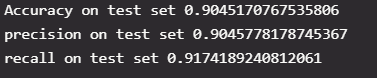 Accuracy on test set 0.9045170767535806
precision on test set 0.9045778178745367
recall on test set 0.9174189240812061